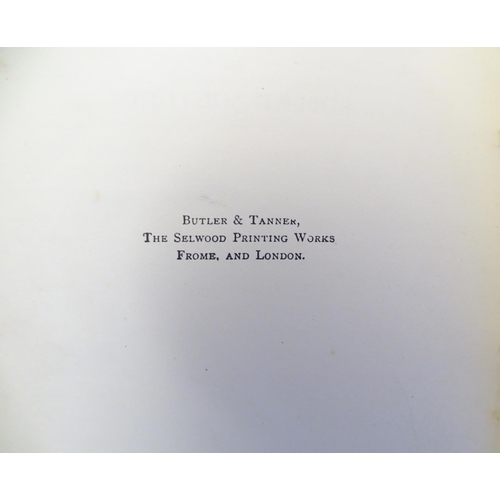 Butler & Tanner,
The Selwood Printing Works
Frome, and London.